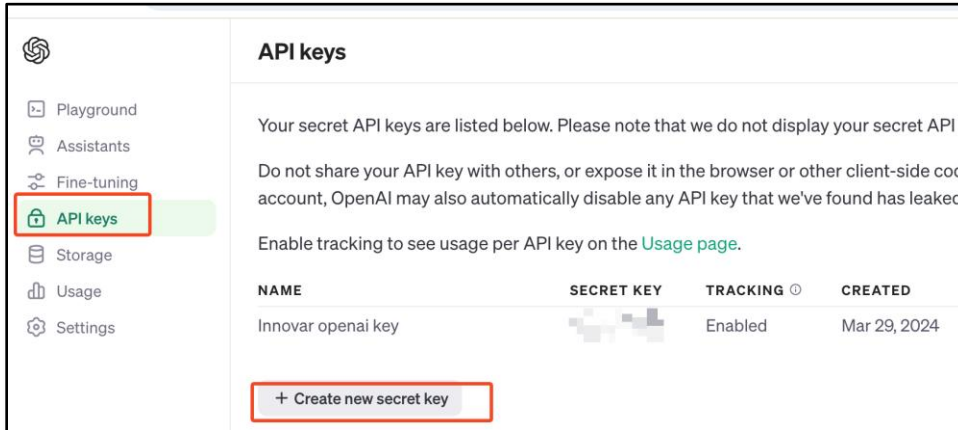 API keys
Playground
Assistants
Fine-tuning
API keys
Storage
Usage
Settings
Your secret API keys are listed below. Please note that we do not display your secret API
Do not share your API key with others, or expose it in the browser or other client-side
account, OpenAI may also automatically disable any API key that we've found has leaked
Enable tracking to see usage per API key on the Usage page.
NAME SECRET KEY TRACKING CREATED
Innovar openai key Enabled Mar 29, 2024
+ Create new secret key